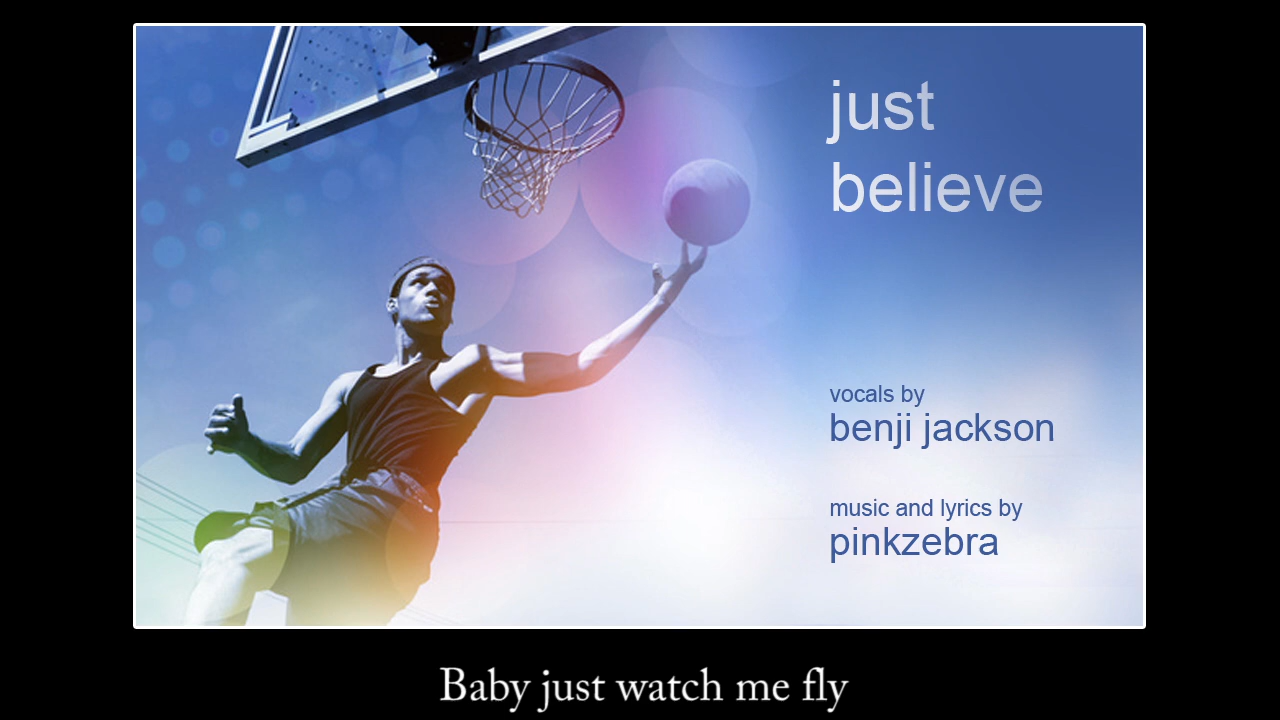 just
believe
vocals by
benji jackson
music and lyrics by
pinkzebra
Baby just watch me fly